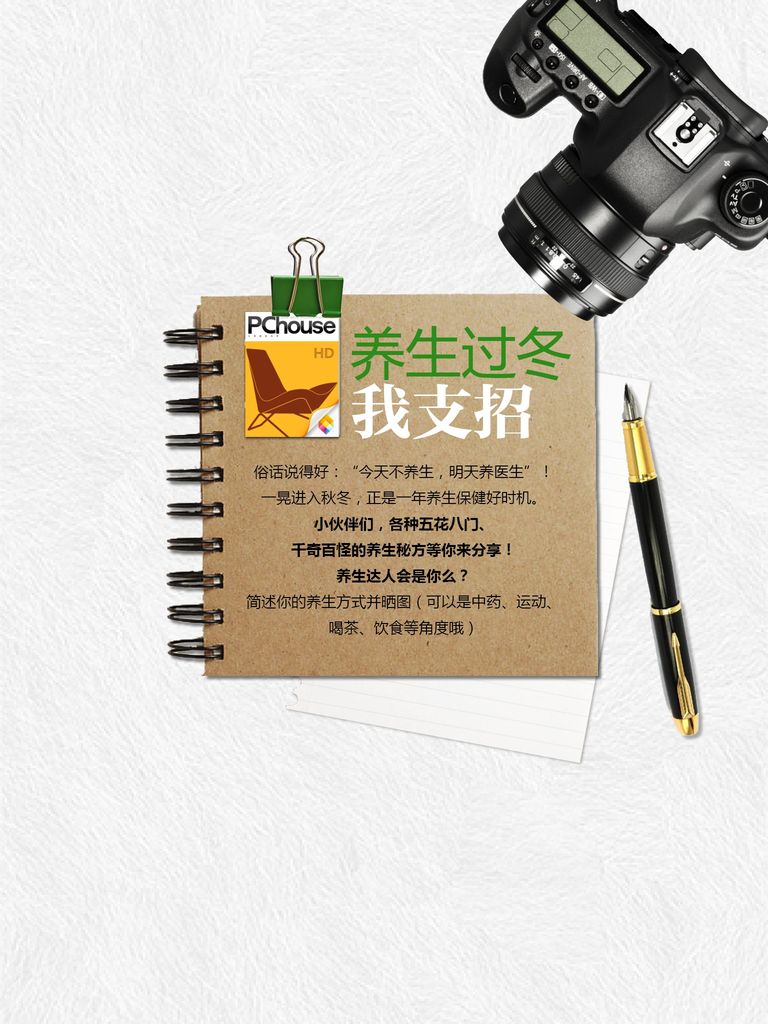 PChouse
HD
养生过冬
我支招
俗话说得好：“今天不养生，明天养医生”！
一晃进入秋冬，正是一年养生保健好时机。
小伙伴们，各种五花八门、
千奇百怪的养生秘方等你来分享！
养生达人会是你么？
简述你的养生方式并晒图（可以是中药、运动、
喝茶、饮食等角度哦）